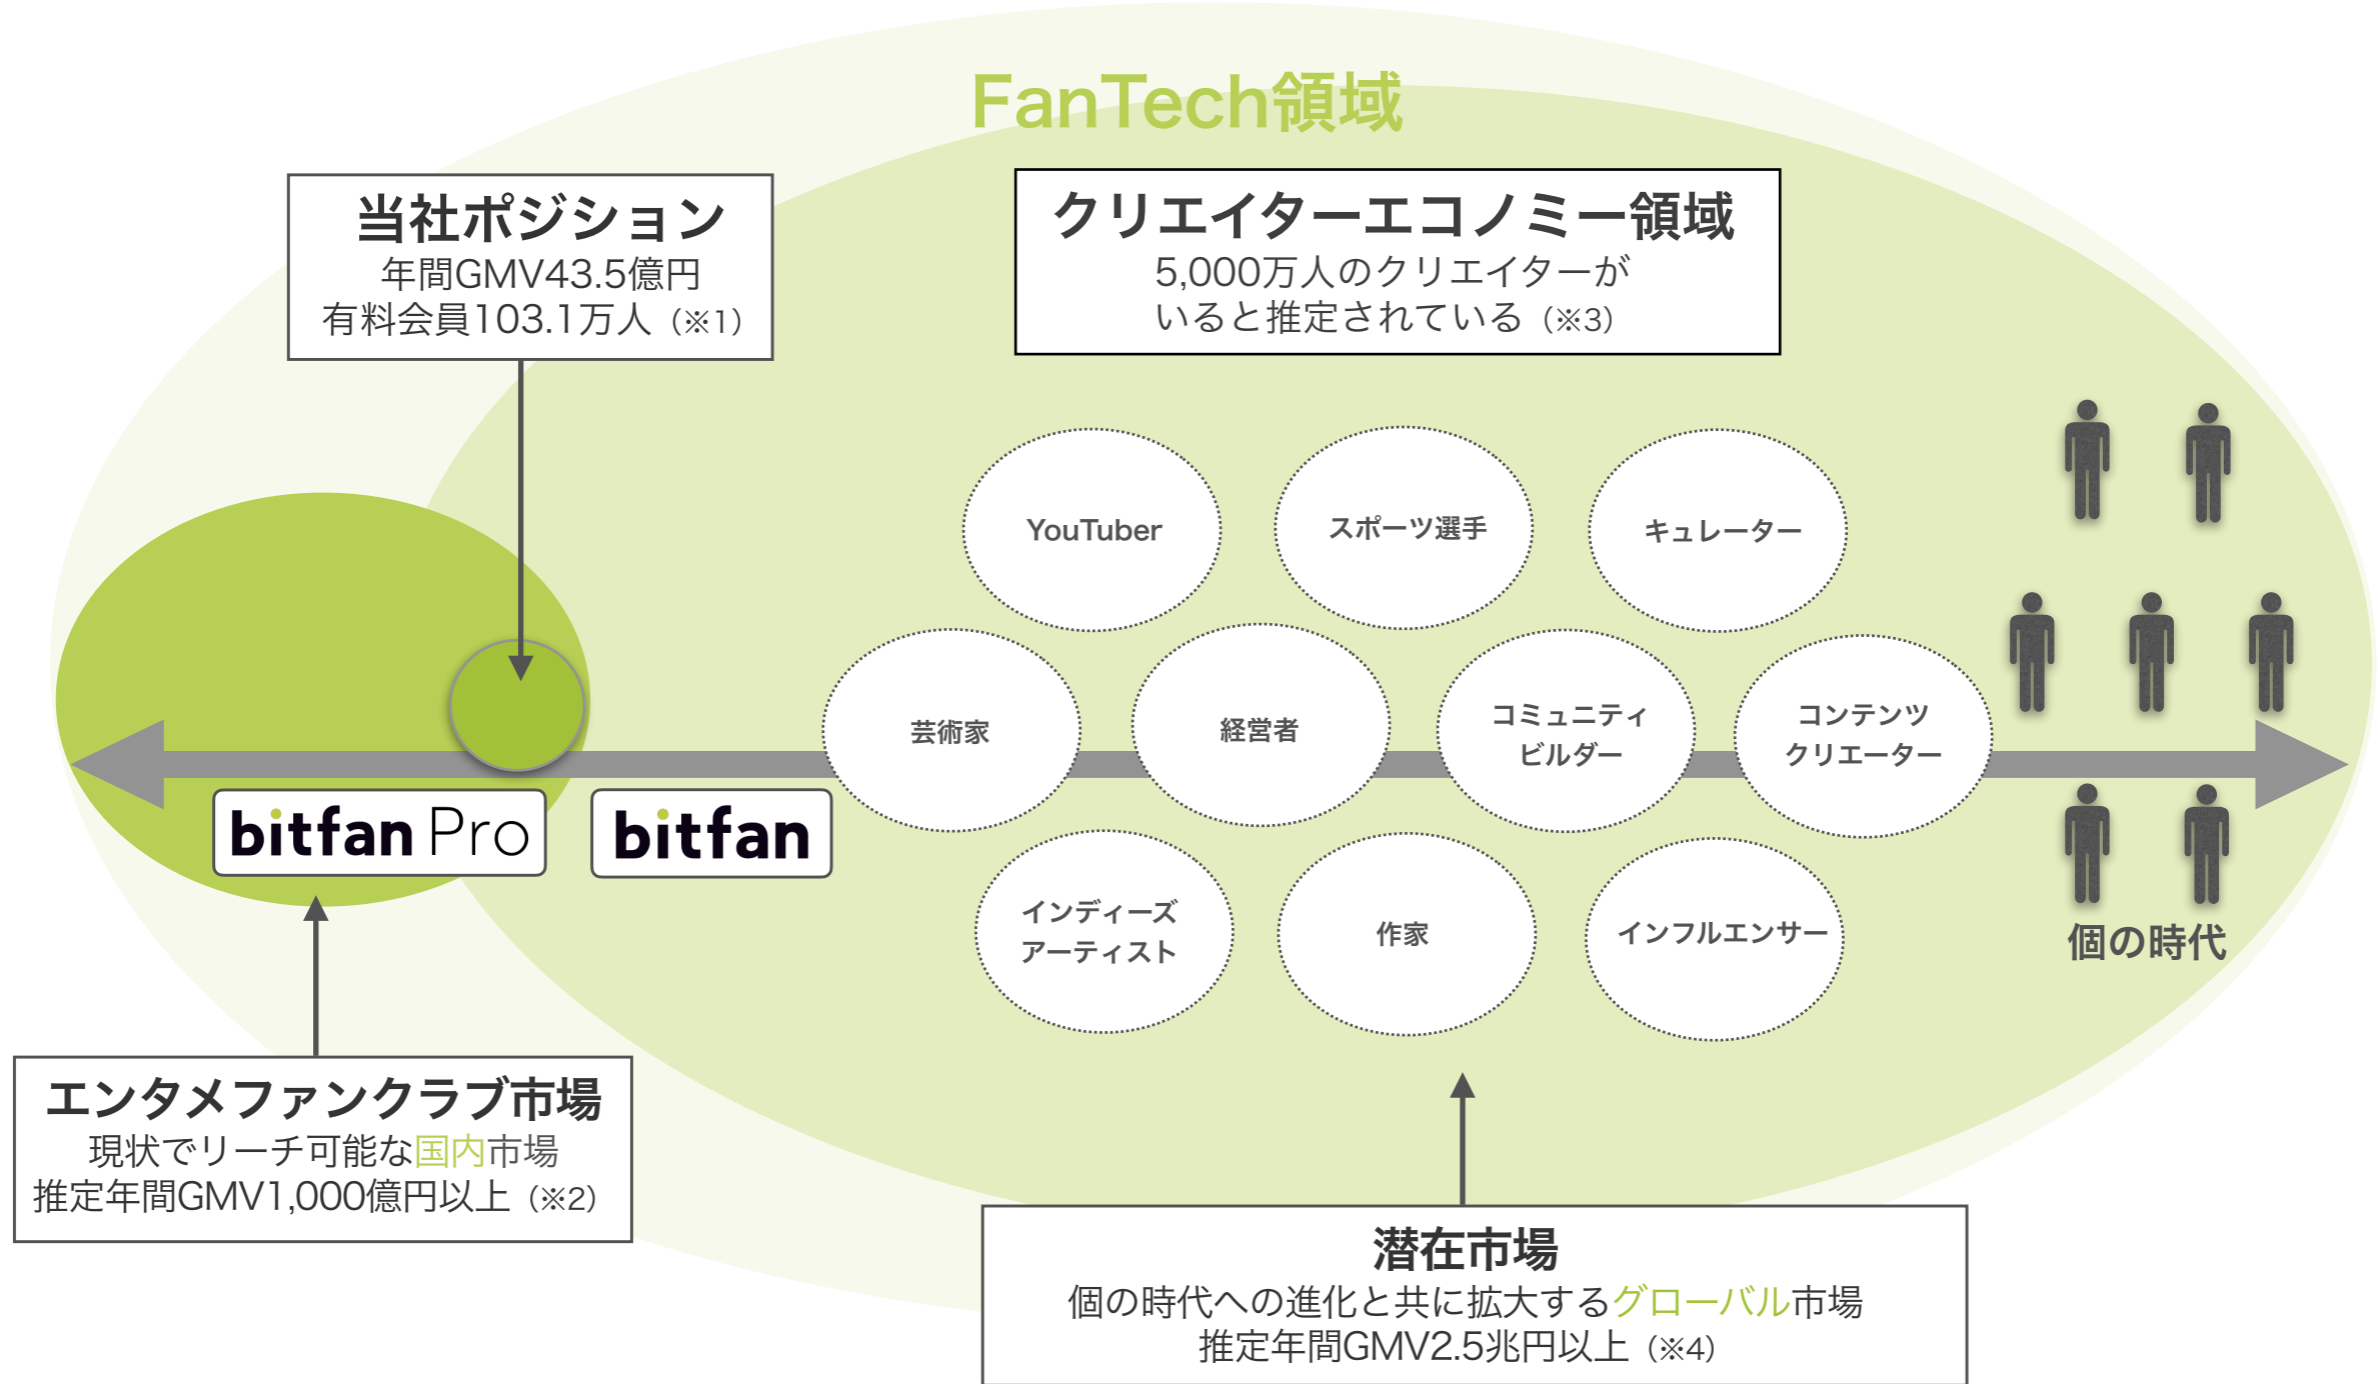 FanTech領域
当社ポジション
年間GMV43.5億円
有料会員103.1万人（※1）
クリエイターエコノミー領域
5,000万人のクリエイターが
いると推定されている（※3）
YouTuber
スポーツ選手
キュレーター
芸術家
経営者
コミュニティ
ビルダー
コンテンツ
クリエーター
bitfan Pro
bitfan
インディーズ
アーティスト
作家
インフルエンサー
個の時代
エンタメファンクラブ市場
現状でリーチ可能な国内市場
推定年間GMV1,000億円以上（※2）
潜在市場
個の時代への進化と共に拡大するグローバル市場
推定年間GMV2.5兆円以上（※4）